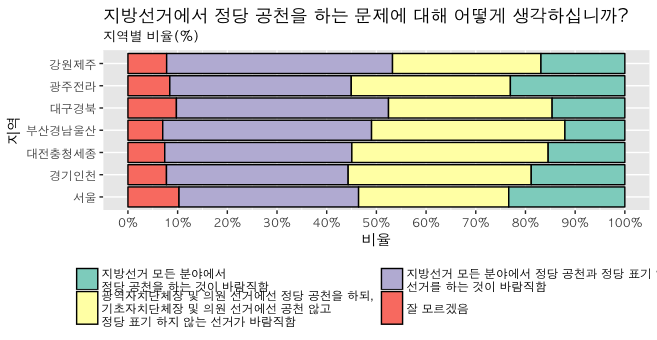 지방선거에서 정당 공천을 하는 문제에 대해 어떻게 생각하십니까?
지역별 비율(%)
지역
강원제주
광주전라
대구경북
부산경남울산
대전충청세종
경기인천
서울
0% 10% 20% 30% 40% 50% 60% 70% 80% 90% 100%
비율
지방선거 모든 분야에서
정당 공천을 하는 것이 바람직함
지방선거 모든 분야에서 정당 공천과 정당 표기
선거를 하는 것이 바람직함
광역자치단체장 및 의원 선거에선 정당 공천을 하되,
기초자치단체장 및 의원 선거에선 공천 않고
정당 표기 하지 않는 선거가 바람직함
잘 모르겠음